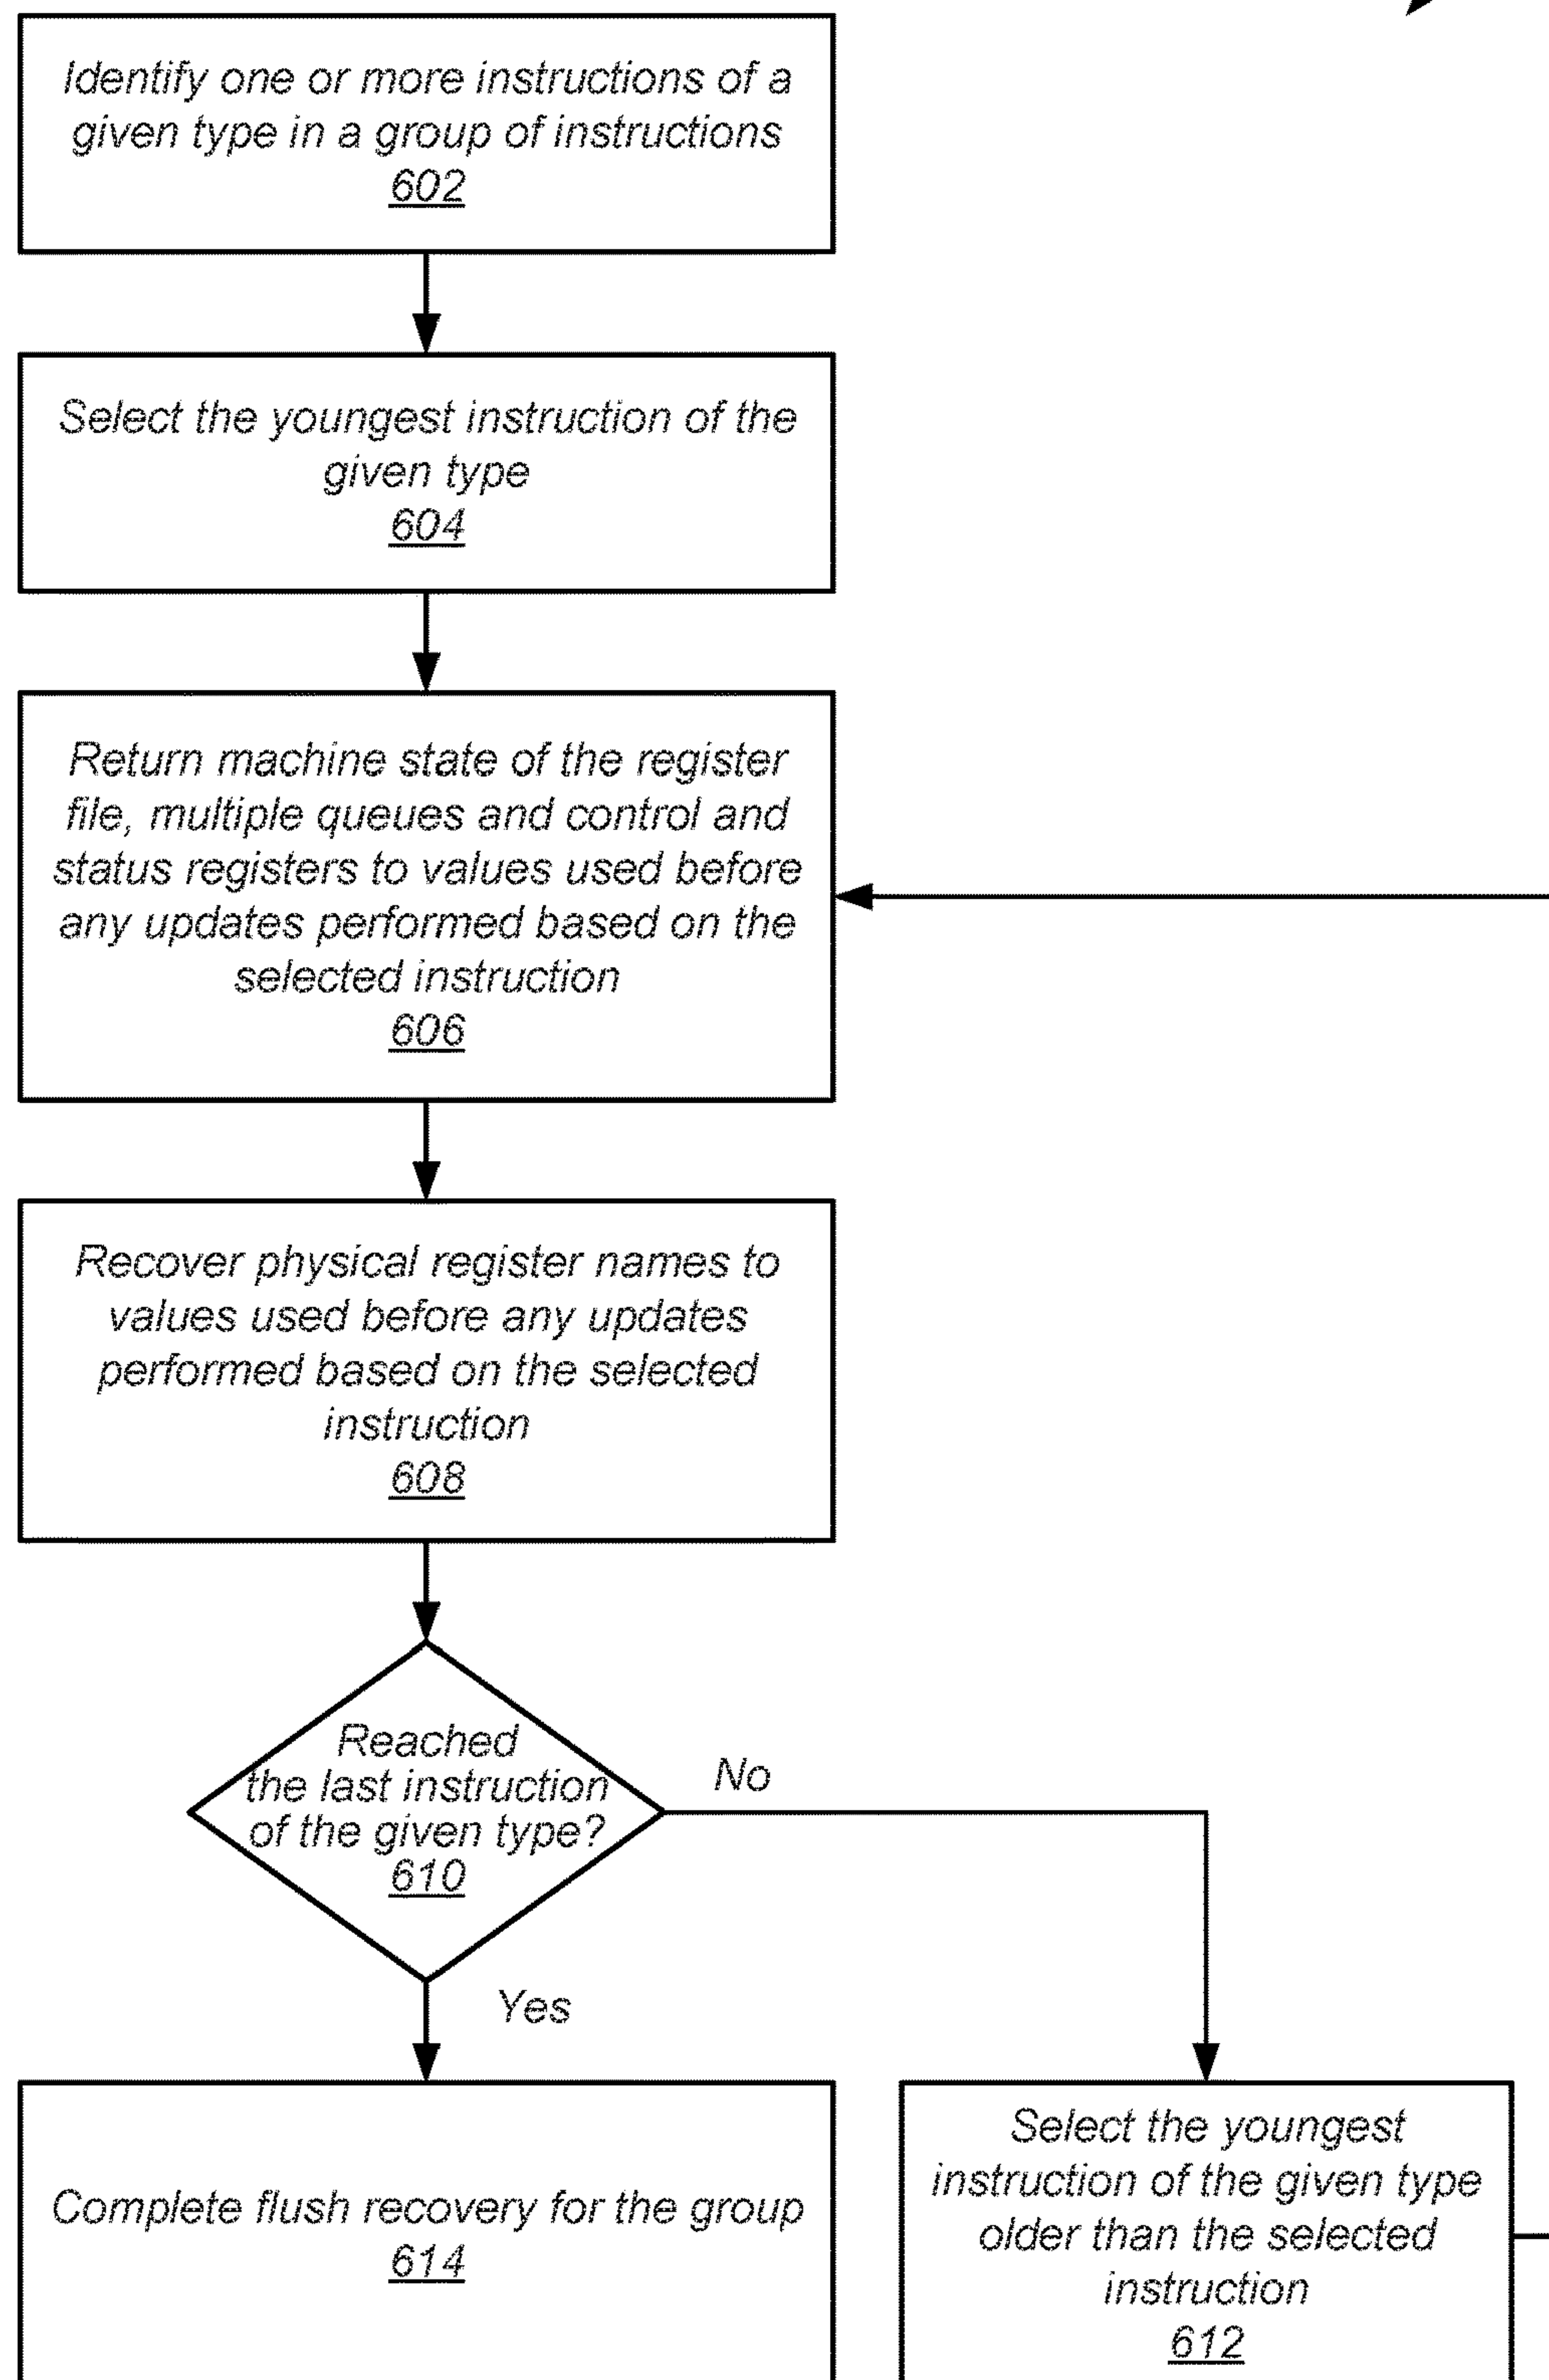 Identify one or more instructions of a
given type in a group of instructions
602
Select the youngest instruction of the
given type
604
Return machine state of the register
file, multiple queues and control and
status registers to values used before
any updates performed based on the
selected instruction
606
Recover physical register names to
values used before any updates
performed based on the selected
instruction
608
Reached
the last instruction
of the given type?
610
No
Yes
Complete flush recovery for the group
614
Select the youngest
instruction of the given type
older than the selected
instruction
612